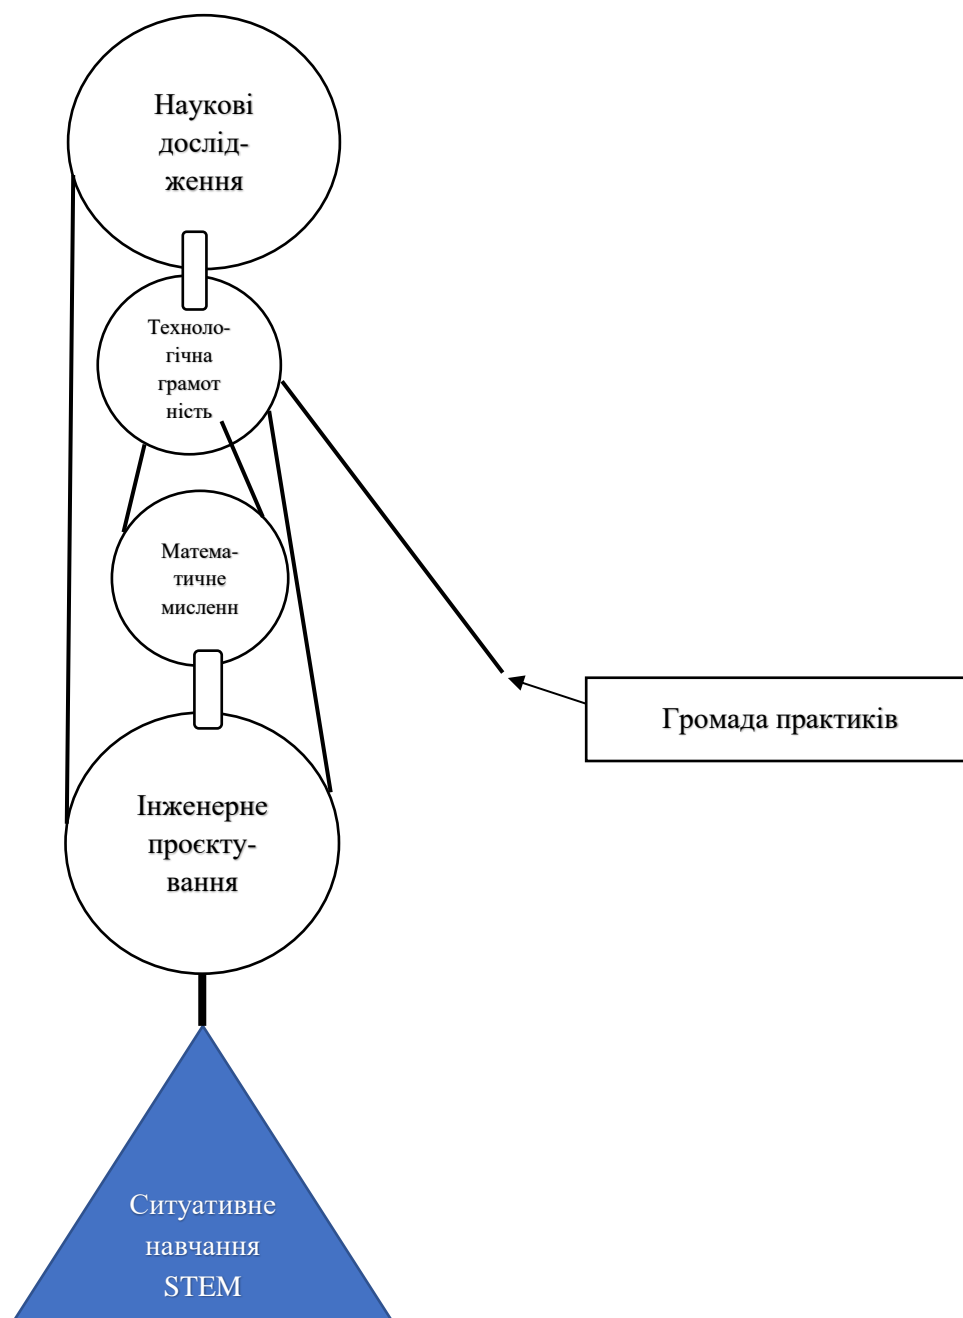 Наукові
дослід-
ження
Техноло-
гічна
грамот
ність
Матема-
тичне
мисленн
Громада практиків
Інженерне
проєкту-
вання
Ситуативне
навчання
STEM